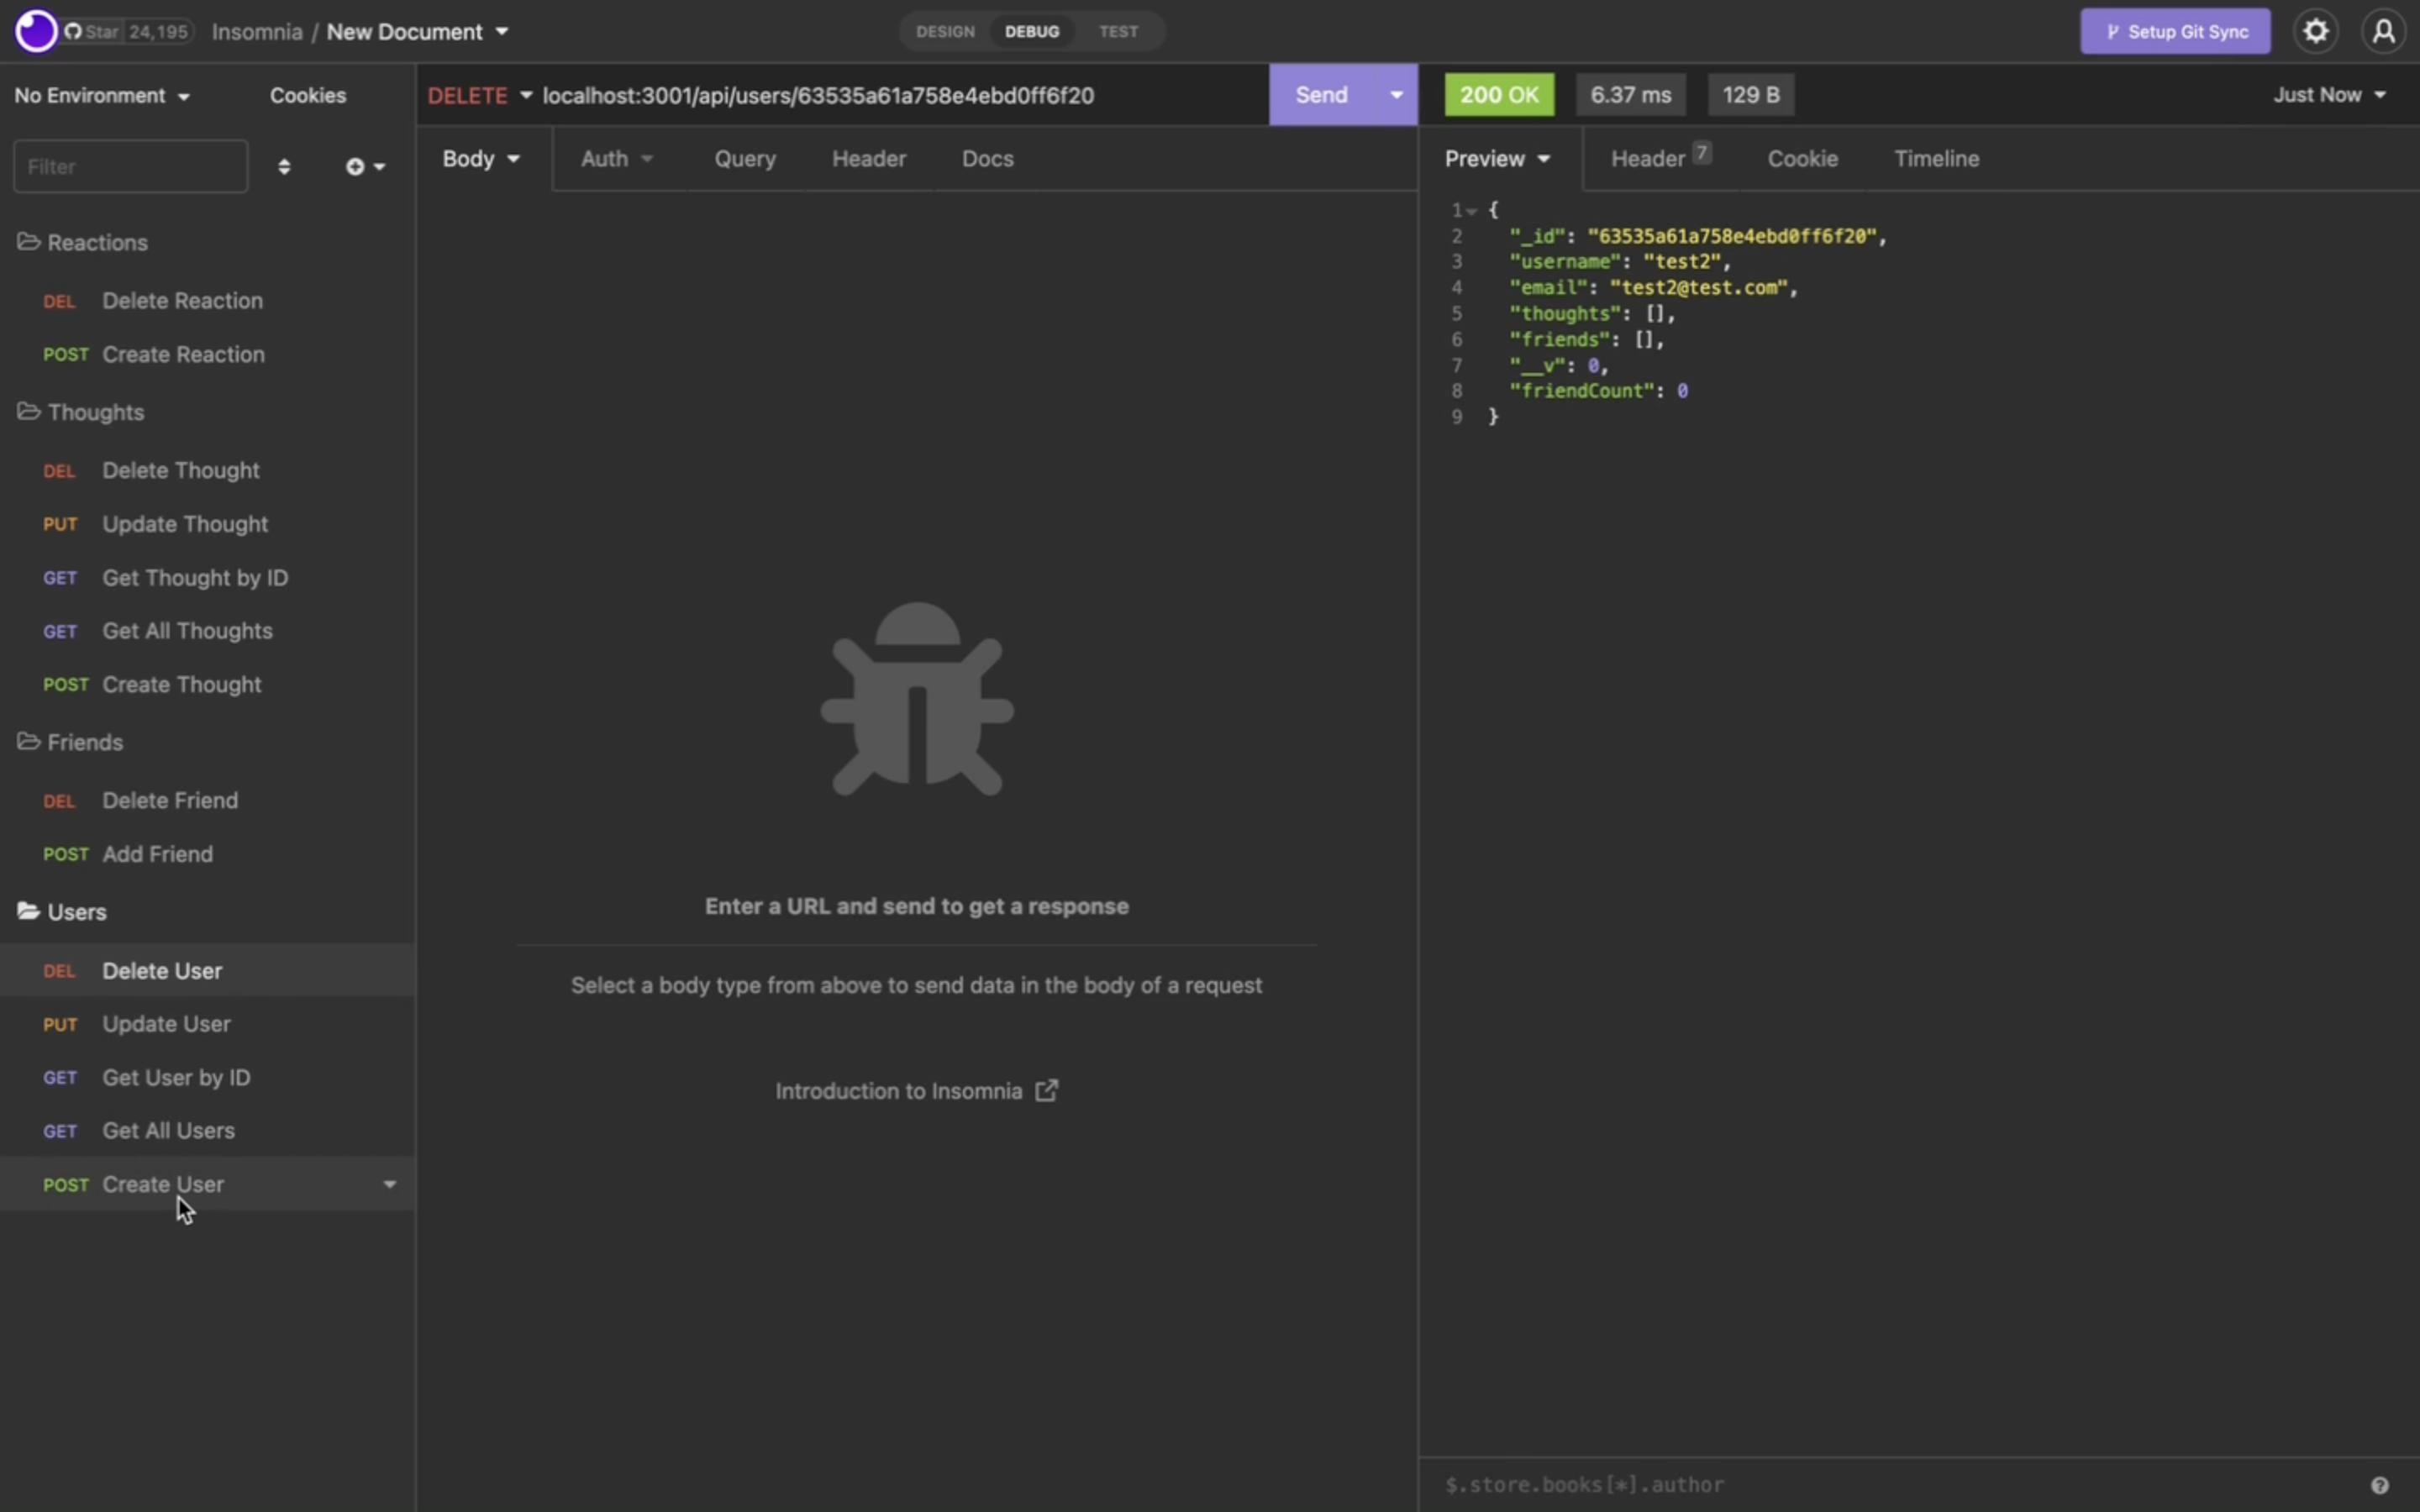 Star 24,195 Insomnia / New Document DESIGN DEBUG TEST Setup Git Sync
No Environment Cookies
Filter
Reactions
DEL Delete Reaction
POST Create Reaction
Thoughts
DEL Delete Thought
PUT Update Thought
GET Get Thought by ID
GET Get All Thoughts
POST Create Thought
Friends
DEL Delete Friend
POST Add Friend
Users
DEL Delete User
PUT Update User
GET Get User by ID
GET Get All Users
POST Create User
DELETE localhost:3001/api/users/63535a61a758e4ebd0ff6f20 Send
Body Auth Query Header Docs
Enter a URL and send to get a response
Select a body type from above to send data in the body of a request
Introduction to Insomnia
200 OK 6.37 ms 129 B Just Now
Preview Header 7 Cookie Timeline
1 {
2 "_id": "63535a61a758e4ebd0ff6f20",
3 "username": "test2",
4 "email": "test2@test.com",
5 "thoughts": [],
6 "friends": [],
7 "__v": 0,
8 "friendCount": 0
9 }
$.store.books[*].author